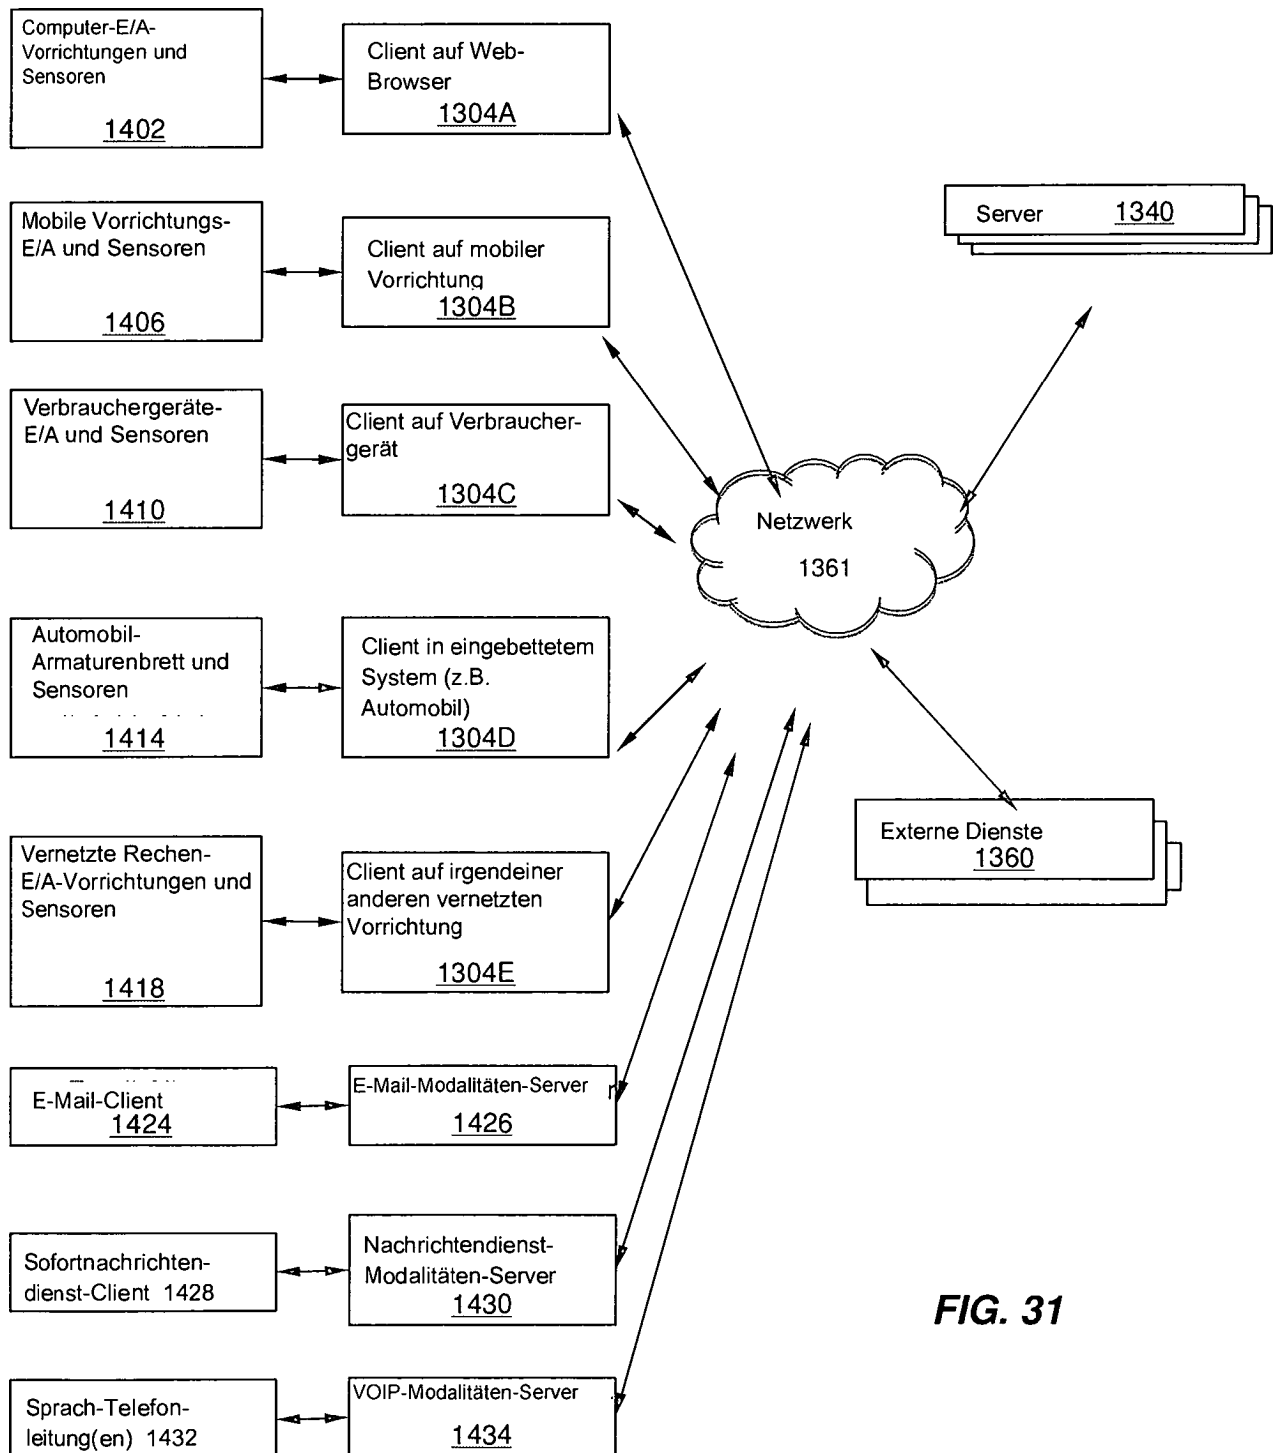 Computer-E/A-
Vorrichtungen und
Sensoren
1402
Client auf Web-
Browser
1304A
Server 1340
Mobile Vorrichtungs-
E/A und Sensoren
1406
Client auf mobiler
Vorrichtung
1304B
Verbrauchergeräte-
E/A und Sensoren
1410
Client auf Verbraucher-
gerät
1304C
Netzwerk
1361
Automobil-
Armaturenbrett und
Sensoren
1414
Client in eingebettetem
System (z.B.
Automobil)
1304D
Externe Dienste
1360
Vernetzte Rechen-
E/A-Vorrichtungen und
Sensoren
1418
Client auf irgendeiner
anderen vernetzten
Vorrichtung
1304E
E-Mail-Client
1424
E-Mail-Modalitäten-Server
1426
Sofortnachrichten-
dienst-Client 1428
Nachrichtendienst-
Modalitäten-Server
1430
FIG. 31
Sprach-Telefon-
leitung(en) 1432
VOIP-Modalitäten-Server
1434